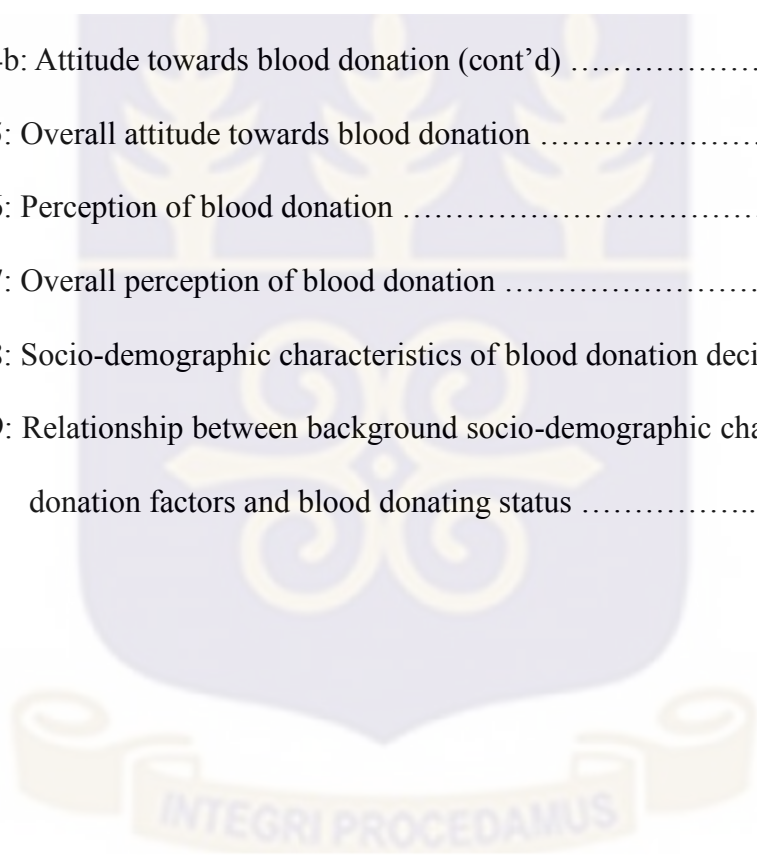 -b: Attitude towards blood donation (cont’d) ………………
: Overall attitude towards blood donation …………………
: Perception of blood donation ……………………………
: Overall perception of blood donation ……………………
: Socio-demographic characteristics of blood donation deci
: Relationship between background socio-demographic cha
donation factors and blood donating status ……………..
INTEGRI PROCEDAMUS